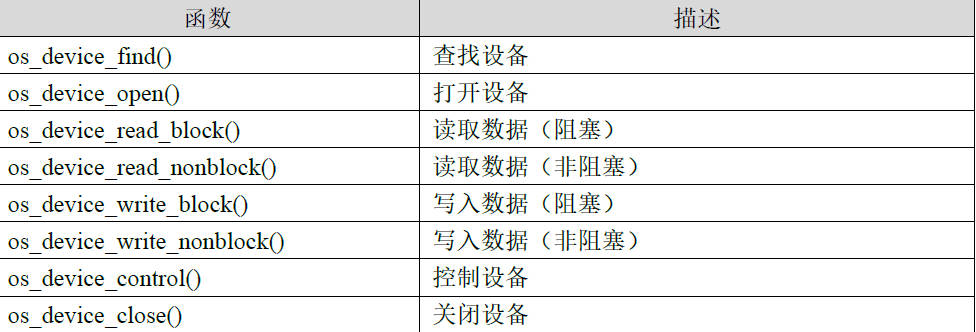 函数 描述
os_device_find() 查找设备
os_device_open() 打开设备
os_device_read_block() 读取数据（阻塞）
os_device_read_nonblock() 读取数据（非阻塞）
os_device_write_block() 写入数据（阻塞）
os_device_write_nonblock() 写入数据（非阻塞）
os_device_control() 控制设备
os_device_close() 关闭设备